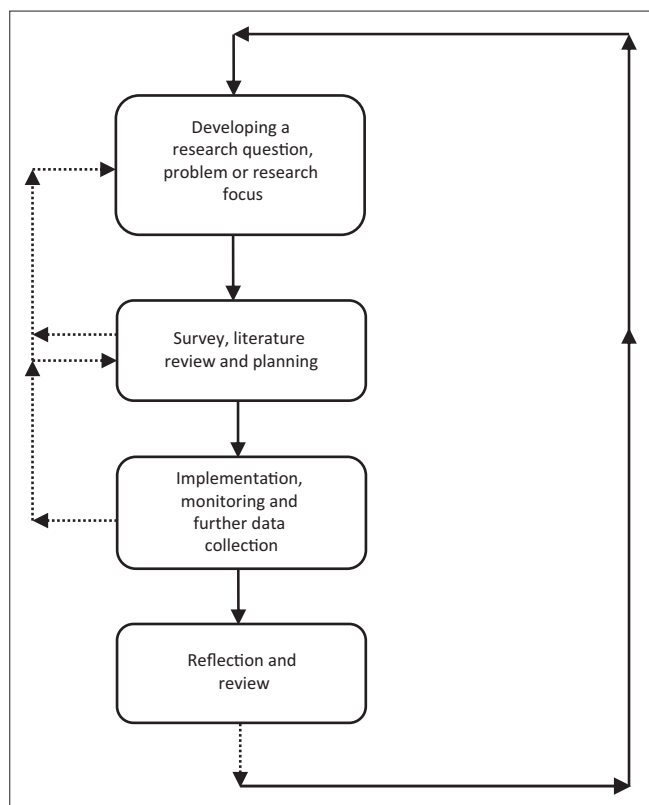 Developing a
research question,
problem or research
focus
Survey, literature
review and planning
Implementation,
monitoring and
further data
collection
Reflection and
review